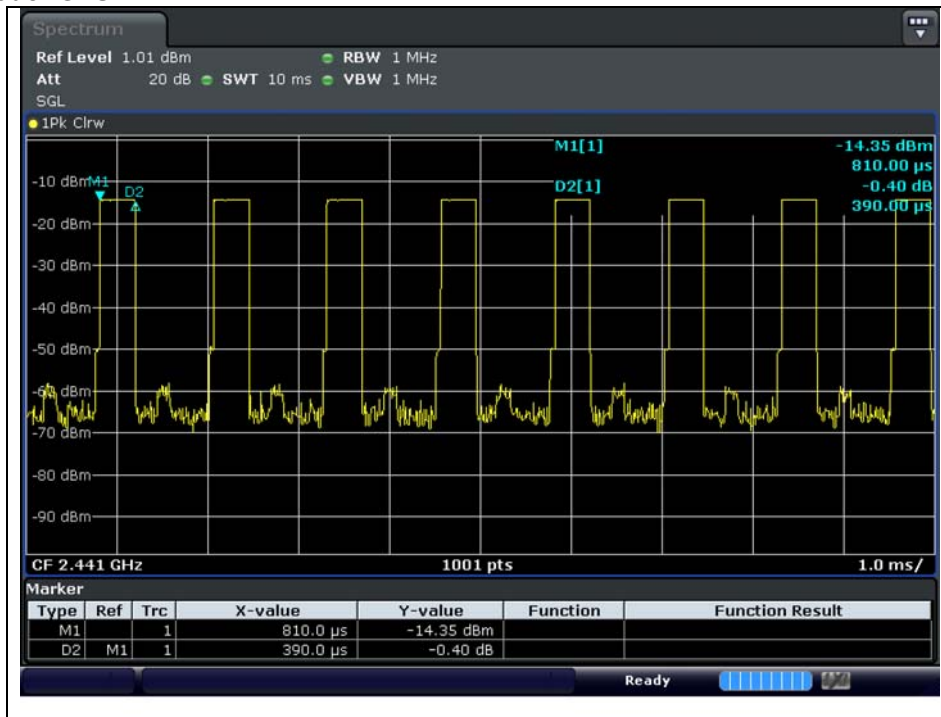 Spectrum
Ref Level 1.01 dBm RBW 1 MHz
Att 20 dB SWT 10 ms VBW 1 MHz
SGL
1Pk Clrw
M1[1] -14.35 dBm
810.00 µs
D2[1] -0.40 dB
390.00 µs
M1
D2
-10 dBm
-20 dBm
-30 dBm
-40 dBm
-50 dBm
-60 dBm
-70 dBm
-80 dBm
-90 dBm
CF 2.441 GHz 1001 pts 1.0 ms/
Marker
Type Ref Trc X-value Y-value Function Function Result
M1 1 810.0 µs -14.35 dBm
D2 M1 1 390.0 µs -0.40 dB
Ready